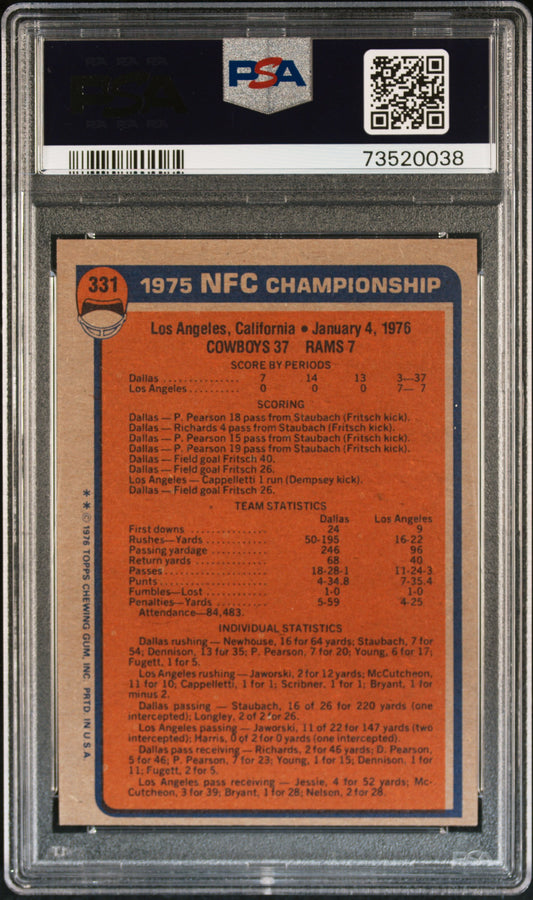 PSA
73520038
331
1975 NFC CHAMPIONSHIP
Los Angeles, California • January 4, 1976
COWBOYS 37 RAMS 7
SCORE BY PERIODS
Dallas ............... 7 14 13 3—37
Los Angeles .......... 0 0 0 7— 7
SCORING
Dallas — P. Pearson 18 pass from Staubach (Fritsch kick).
Dallas — Richards 4 pass from Staubach (Fritsch kick).
Dallas — P. Pearson 15 pass from Staubach (Fritsch kick).
Dallas — P. Pearson 19 pass from Staubach (Fritsch kick).
Dallas — Field goal Fritsch 40.
Dallas — Field goal Fritsch 26.
Los Angeles — Cappelletti 1 run (Dempsey kick).
Dallas — Field goal Fritsch 26.
TEAM STATISTICS
Dallas Los Angeles
First downs ............ 24 9
Rushes—Yards ............ 50-195 16-22
Passing yardage ............ 246 96
Return yards ............ 68 40
Passes ............ 18-28-1 11-24-3
Punts ............ 4-34.8 7-35.4
Fumbles—Lost ............ 1-0 1-0
Penalties—Yards ............ 5-59 4-25
Attendance—84,483.
INDIVIDUAL STATISTICS
Dallas rushing — Newhouse, 16 for 64 yards; Staubach, 7 for
54; Dennison, 13 fur 35; P. Pearson, 7 for 20; Young, 6 for 17;
Fugett, 1 for 5.
Los Angeles rushing — Jaworski, 2 for 12 yards; McCutcheon,
11 for 10; Cappelletti, 1 for 1; Scribner, 1 for 1; Bryant, 1 for
minus 2.
Dallas passing — Staubach, 16 of 26 for 220 yards (one
intercepted); Longley, 2 of 2 for 26.
Los Angeles passing — Jaworski, 11 of 22 for 147 yards (two
intercepted); Harris, 0 of 2 for 0 yards (one intercepted).
Dallas pass receiving — Richards, 2 for 46 yards; D. Pearson,
5 for 46; P. Pearson, 7 for 23; Young, 1 for 15; Dennison, 1 for
11; Fugett, 2 for 5.
Los Angeles pass receiving — Jessie, 4 for 52 yards; Mc-
Cutcheon, 3 for 39; Bryant, 1 for 28; Nelson, 2 for 28.
* * © 1976 TOPPS CHEWING GUM, INC. PRTD. IN U.S.A.
PSA